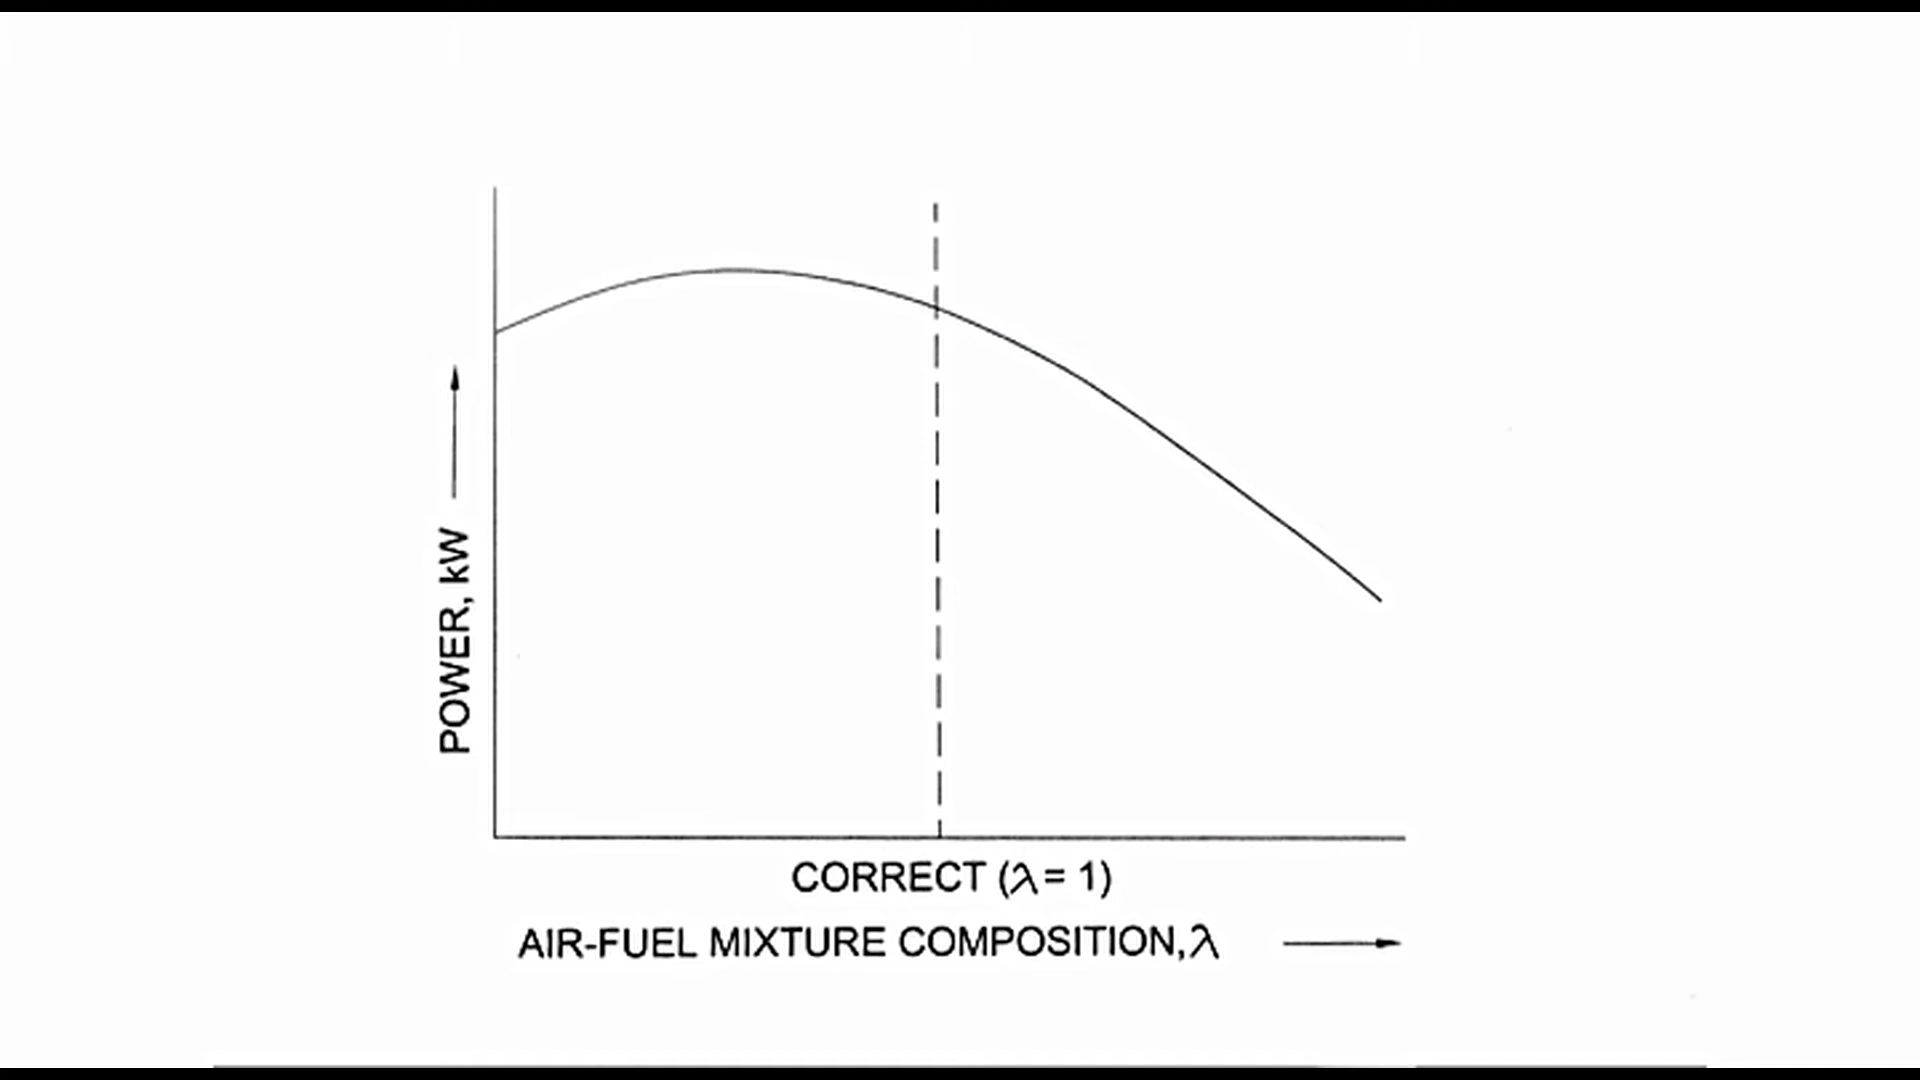 POWER, kW
CORRECT (λ = 1)
AIR-FUEL MIXTURE COMPOSITION, λ